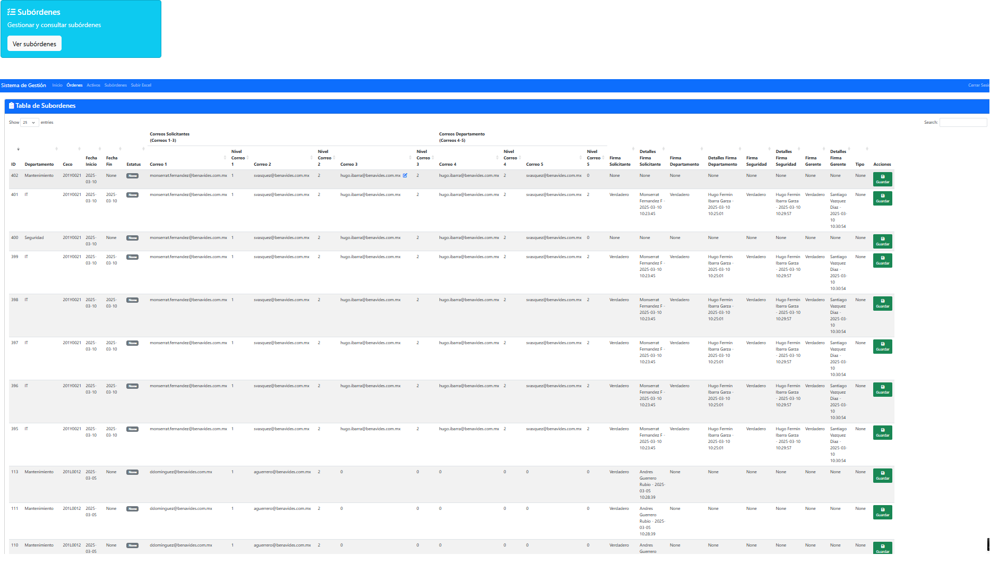 Subórdenes
Gestionar y consultar subórdenes
Ver subórdenes
Sistema de Gestión Inicio Órdenes Activos Subórdenes Subir Excel Cerrar Sesió
Tabla de Subordenes
Show 25 entries Search:
Correos Solicitantes (Correos 1-3) Correos Departamento (Correos 4-5)
ID Departamento Ceco Fecha Inicio Fecha Fin Estatus Correo 1 Nivel Correo 1 Correo 2 Nivel Correo 2 Correo 3 Nivel Correo 3 Correo 4 Nivel Correo 4 Correo 5 Nivel Correo 5 Firma Solicitante Detalles Firma Solicitante Firma Departamento Detalles Firma Departamento Firma Seguridad Detalles Firma Seguridad Firma Gerente Detalles Firma Gerente Tipo Acciones
402 Mantenimiento 201Y0021 2025-03-10 None None monserrat.fernandez@benavides.com.mx 1 svasquez@benavides.com.mx 2 hugo.ibarra@benavides.com.mx 2 hugo.ibarra@benavides.com.mx 2 svasquez@benavides.com.mx 0 None None None None None None None None None Guardar
401 IT 201Y0021 2025-03-10 2025-03-10 None monserrat.fernandez@benavides.com.mx 1 svasquez@benavides.com.mx 2 hugo.ibarra@benavides.com.mx 2 hugo.ibarra@benavides.com.mx 2 svasquez@benavides.com.mx 2 Verdadero Monserrat Fernandez F - 2025-03-10 10:23:45 Verdadero Hugo Fermin Ibarra Garza - 2025-03-10 10:25:01 Verdadero Hugo Fermin Ibarra Garza - 2025-03-10 10:29:57 Verdadero Santiago Vazquez Diaz - 2025-03-10 10:30:54 None Guardar
400 Seguridad 201Y0021 2025-03-10 None None monserrat.fernandez@benavides.com.mx 1 svasquez@benavides.com.mx 2 hugo.ibarra@benavides.com.mx 2 hugo.ibarra@benavides.com.mx 2 svasquez@benavides.com.mx 0 None None None None None None None None None Guardar
399 IT 201Y0021 2025-03-10 2025-03-10 None monserrat.fernandez@benavides.com.mx 1 svasquez@benavides.com.mx 2 hugo.ibarra@benavides.com.mx 2 hugo.ibarra@benavides.com.mx 2 svasquez@benavides.com.mx 2 Verdadero Monserrat Fernandez F - 2025-03-10 10:23:45 Verdadero Hugo Fermin Ibarra Garza - 2025-03-10 10:25:01 Verdadero Hugo Fermin Ibarra Garza - 2025-03-10 10:29:57 Verdadero Santiago Vazquez Diaz - 2025-03-10 10:30:54 None Guardar
398 IT 201Y0021 2025-03-10 2025-03-10 None monserrat.fernandez@benavides.com.mx 1 svasquez@benavides.com.mx 2 hugo.ibarra@benavides.com.mx 2 hugo.ibarra@benavides.com.mx 2 svasquez@benavides.com.mx 2 Verdadero Monserrat Fernandez F - 2025-03-10 10:23:45 Verdadero Hugo Fermin Ibarra Garza - 2025-03-10 10:25:01 Verdadero Hugo Fermin Ibarra Garza - 2025-03-10 10:29:57 Verdadero Santiago Vazquez Diaz - 2025-03-10 10:30:54 None Guardar
397 IT 201Y0021 2025-03-10 2025-03-10 None monserrat.fernandez@benavides.com.mx 1 svasquez@benavides.com.mx 2 hugo.ibarra@benavides.com.mx 2 hugo.ibarra@benavides.com.mx 2 svasquez@benavides.com.mx 2 Verdadero Monserrat Fernandez F - 2025-03-10 10:23:45 Verdadero Hugo Fermin Ibarra Garza - 2025-03-10 10:25:01 Verdadero Hugo Fermin Ibarra Garza - 2025-03-10 10:29:57 Verdadero Santiago Vazquez Diaz - 2025-03-10 10:30:54 None Guardar
396 IT 201Y0021 2025-03-10 2025-03-10 None monserrat.fernandez@benavides.com.mx 1 svasquez@benavides.com.mx 2 hugo.ibarra@benavides.com.mx 2 hugo.ibarra@benavides.com.mx 2 svasquez@benavides.com.mx 2 Verdadero Monserrat Fernandez F - 2025-03-10 10:23:45 Verdadero Hugo Fermin Ibarra Garza - 2025-03-10 10:25:01 Verdadero Hugo Fermin Ibarra Garza - 2025-03-10 10:29:57 Verdadero Santiago Vazquez Diaz - 2025-03-10 10:30:54 None Guardar
395 IT 201Y0021 2025-03-10 2025-03-10 None monserrat.fernandez@benavides.com.mx 1 svasquez@benavides.com.mx 2 hugo.ibarra@benavides.com.mx 2 hugo.ibarra@benavides.com.mx 2 svasquez@benavides.com.mx 2 Verdadero Monserrat Fernandez F - 2025-03-10 10:23:45 Verdadero Hugo Fermin Ibarra Garza - 2025-03-10 10:25:01 Verdadero Hugo Fermin Ibarra Garza - 2025-03-10 10:29:57 Verdadero Santiago Vazquez Diaz - 2025-03-10 10:30:54 None Guardar
113 Mantenimiento 201L0012 2025-03-05 None None ddominguez@benavides.com.mx 1 aguerrero@benavides.com.mx 2 0 0 0 0 0 0 Verdadero Andres Guerrero Rubio - 2025-03-05 10:28:39 None None None None None None None Guardar
111 Mantenimiento 201L0012 2025-03-05 None None ddominguez@benavides.com.mx 1 aguerrero@benavides.com.mx 2 0 0 0 0 0 0 Verdadero Andres Guerrero Rubio - 2025-03-05 10:28:39 None None None None None None None Guardar
110 Mantenimiento 201L0012 2025-03-05 None None ddominguez@benavides.com.mx 1 aguerrero@benavides.com.mx 2 0 0 0 0 0 0 Verdadero Andres Guerrero None None None None None None None Guardar